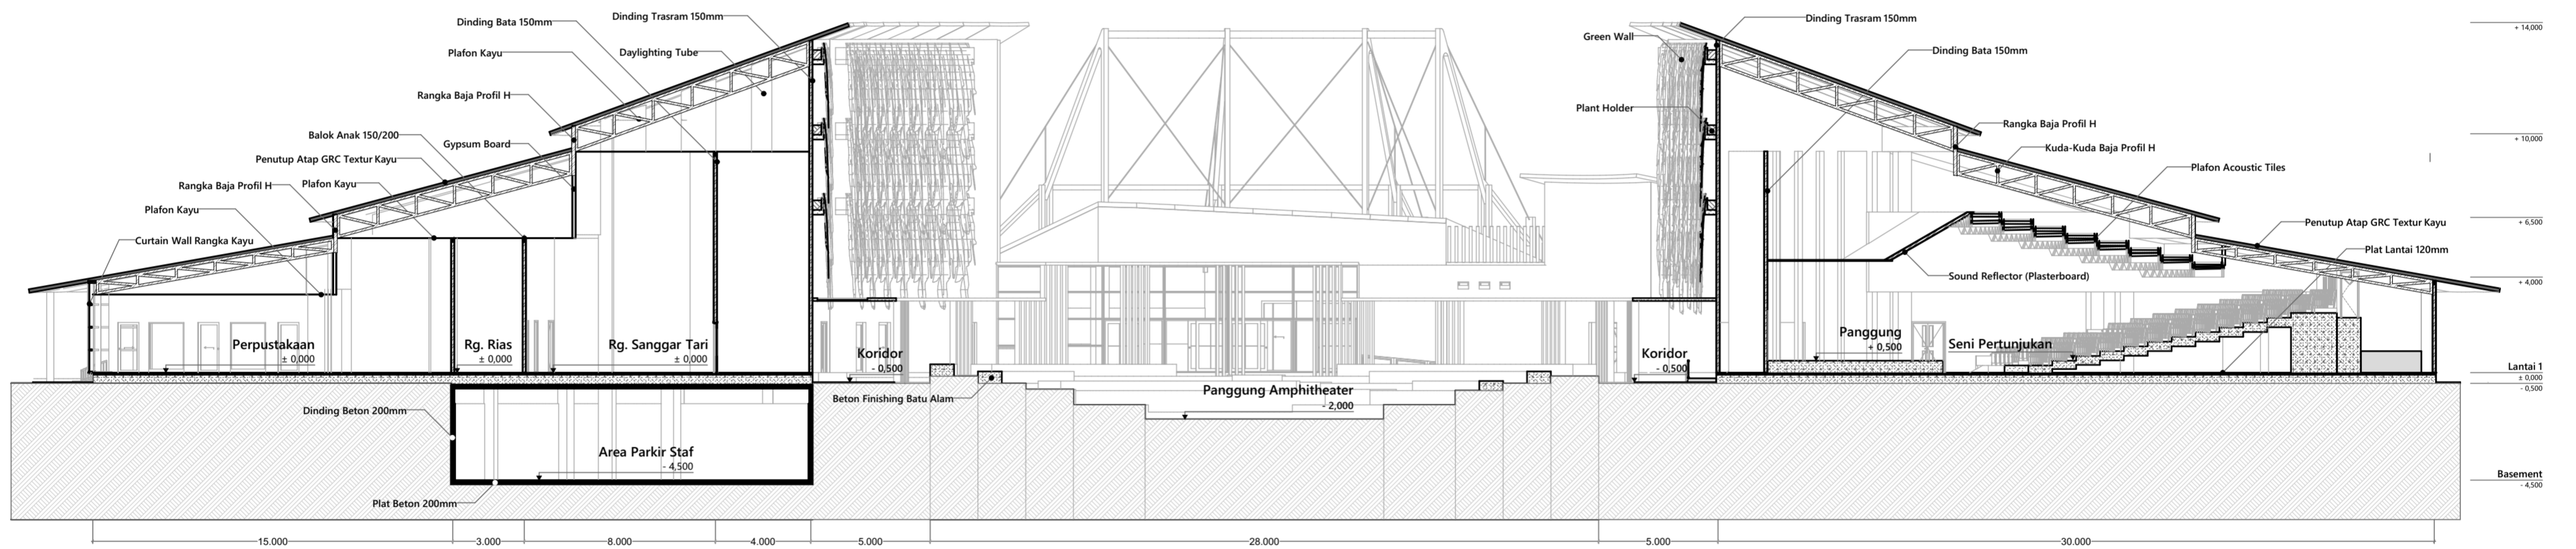 Dinding Trasram 150mm
Dinding Bata 150mm
Plafon Kayu
Daylighting Tube
Rangka Baja Profil H
Balok Anak 150/200
Gypsum Board
Penutup Atap GRC Textur Kayu
Rangka Baja Profil H
Plafon Kayu
Plafon Kayu
Curtain Wall Rangka Kayu
Perpustakaan
± 0,000
Rg. Rias
± 0,000
Rg. Sanggar Tari
± 0,000
Koridor
- 0,500
Dinding Beton 200mm
Area Parkir Staf
- 4,500
Plat Beton 200mm
Beton Finishing Batu Alam
Panggung Amphitheater
- 2,000
Green Wall
Plant Holder
Koridor
- 0,500
Dinding Trasram 150mm
Dinding Bata 150mm
Rangka Baja Profil H
Kuda-Kuda Baja Profil H
Plafon Acoustic Tiles
Penutup Atap GRC Textur Kayu
Plat Lantai 120mm
Sound Reflector (Plasterboard)
Panggung
+ 0,500
Seni Pertunjukan
+ 14,000
+ 10,000
+ 6,500
+ 4,000
Lantai 1
± 0,000
- 0,500
Basement
- 4,500
15.000
3.000
8.000
4.000
5.000
28.000
5.000
30.000